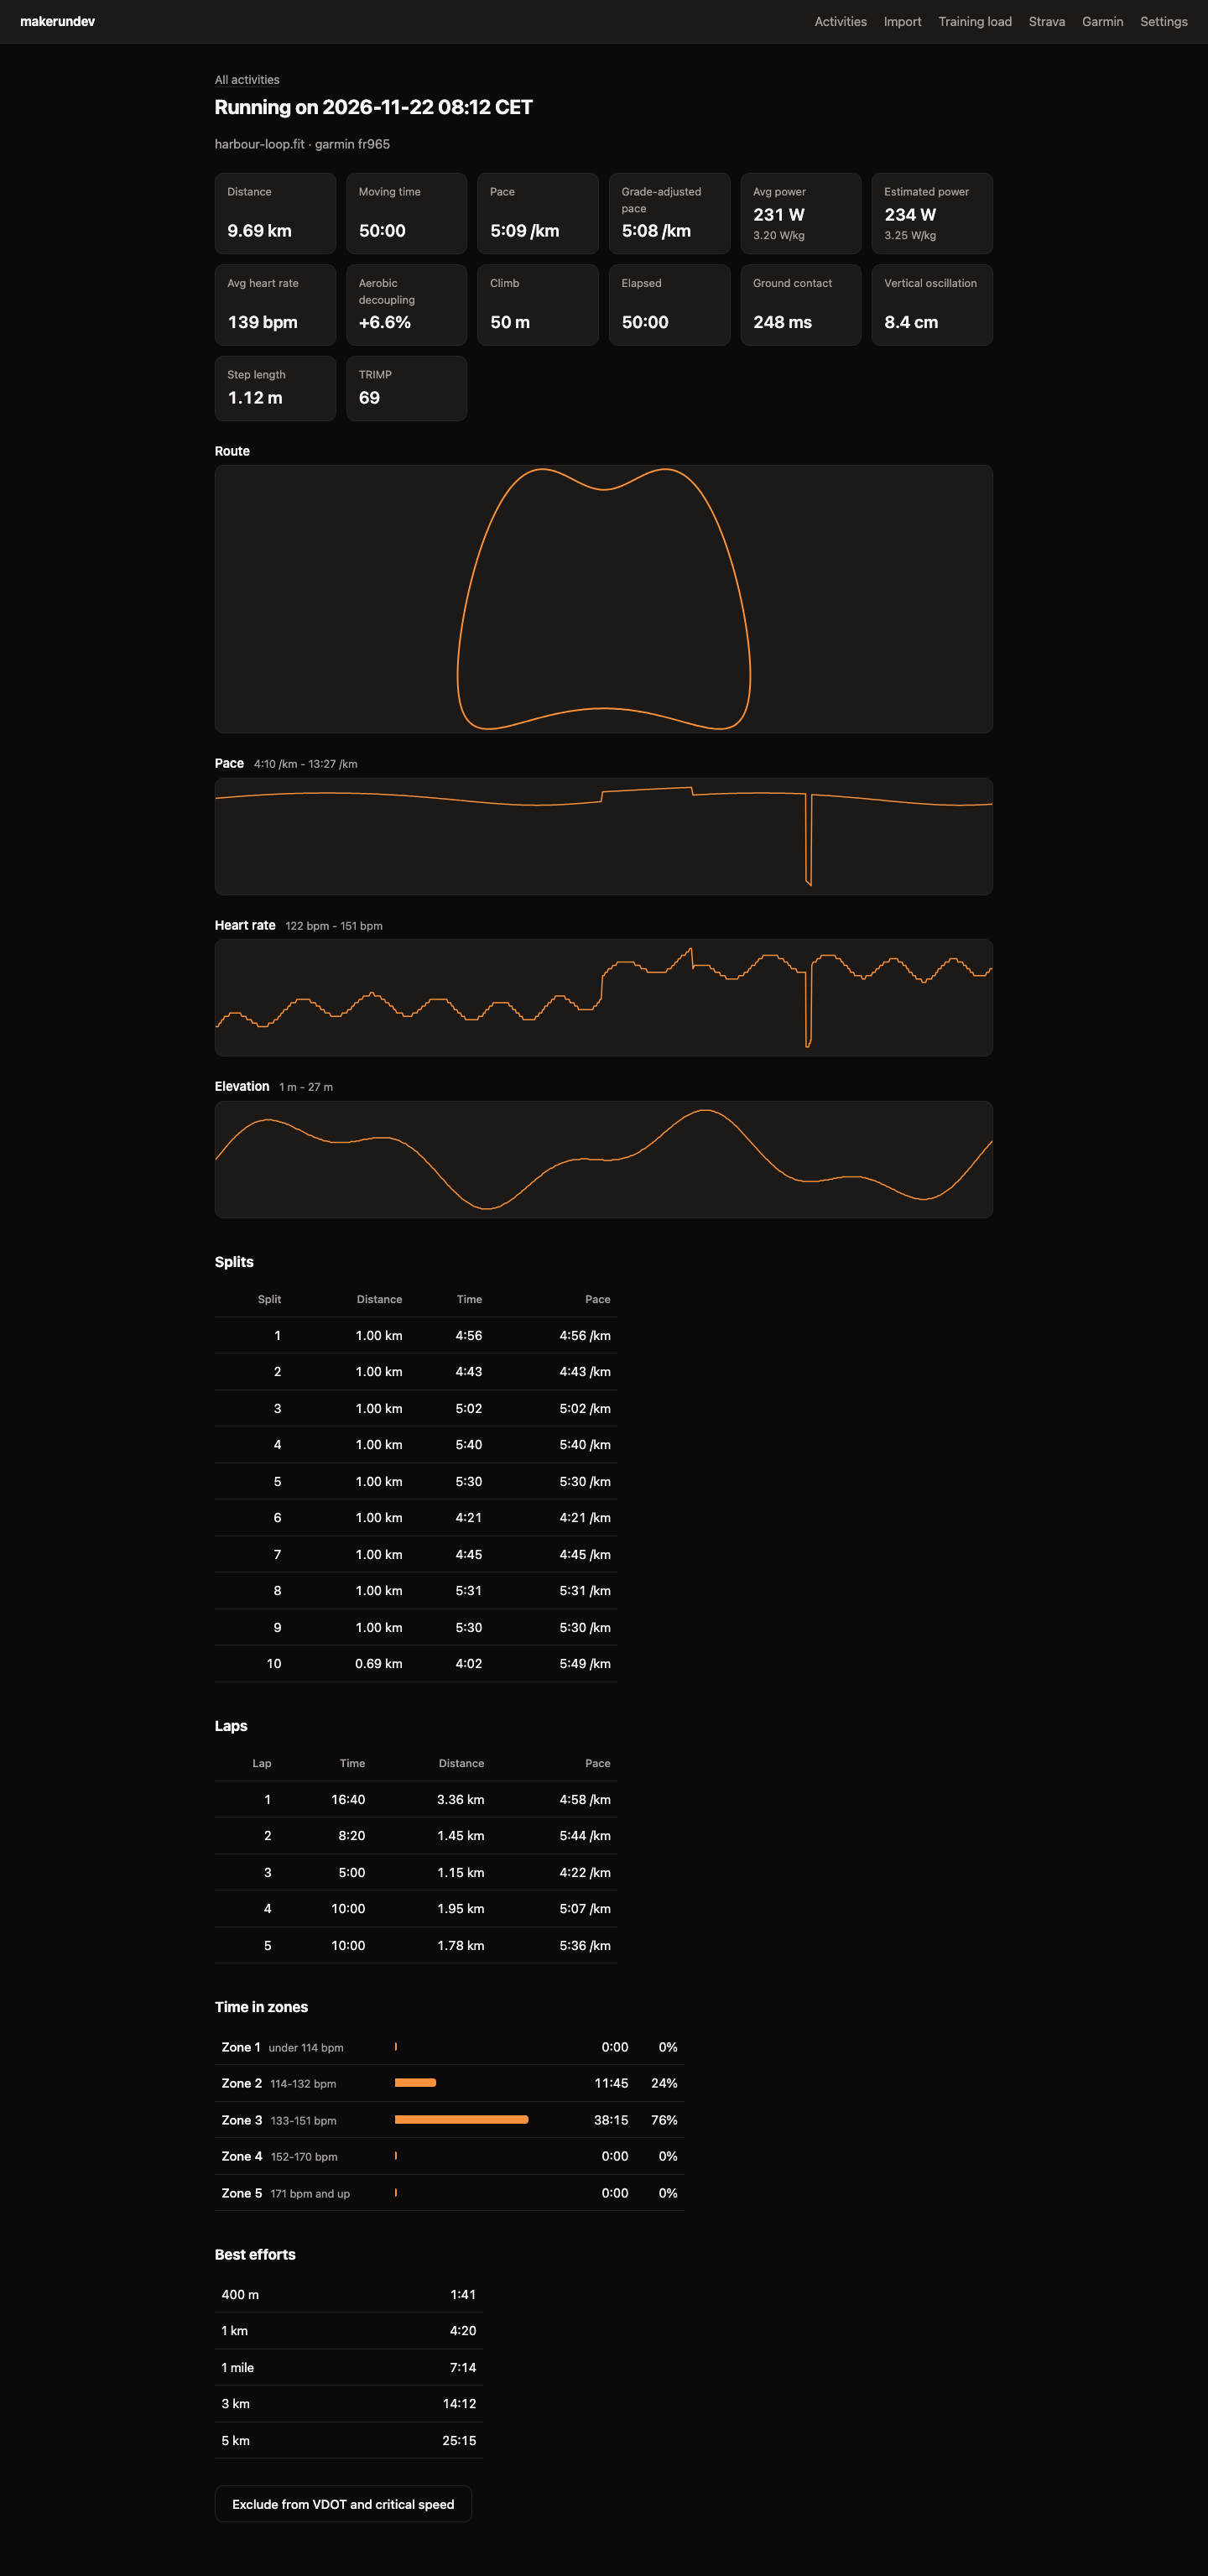 makerundev
Activities Import Training load Strava Garmin Settings
All activities
Running on 2026-11-22 08:12 CET
harbour-loop.fit · garmin fr965
Distance
9.69 km
Moving time
50:00
Pace
5:09 /km
Grade-adjusted
pace
5:08 /km
Avg power
231 W
3.20 W/kg
Estimated power
234 W
3.25 W/kg
Avg heart rate
139 bpm
Aerobic
decoupling
+6.6%
Climb
50 m
Elapsed
50:00
Ground contact
248 ms
Vertical oscillation
8.4 cm
Step length
1.12 m
TRIMP
69
Route
Pace 4:10 /km - 13:27 /km
Heart rate 122 bpm - 151 bpm
Elevation 1 m - 27 m
Splits
Split Distance Time Pace
1 1.00 km 4:56 4:56 /km
2 1.00 km 4:43 4:43 /km
3 1.00 km 5:02 5:02 /km
4 1.00 km 5:40 5:40 /km
5 1.00 km 5:30 5:30 /km
6 1.00 km 4:21 4:21 /km
7 1.00 km 4:45 4:45 /km
8 1.00 km 5:31 5:31 /km
9 1.00 km 5:30 5:30 /km
10 0.69 km 4:02 5:49 /km
Laps
Lap Time Distance Pace
1 16:40 3.36 km 4:58 /km
2 8:20 1.45 km 5:44 /km
3 5:00 1.15 km 4:22 /km
4 10:00 1.95 km 5:07 /km
5 10:00 1.78 km 5:36 /km
Time in zones
Zone 1 under 114 bpm 0:00 0%
Zone 2 114-132 bpm 11:45 24%
Zone 3 133-151 bpm 38:15 76%
Zone 4 152-170 bpm 0:00 0%
Zone 5 171 bpm and up 0:00 0%
Best efforts
400 m 1:41
1 km 4:20
1 mile 7:14
3 km 14:12
5 km 25:15
Exclude from VDOT and critical speed